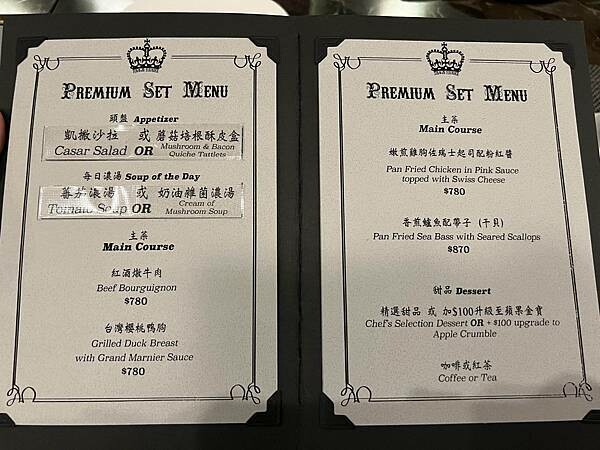 PREMIUM SET MENU
頭盤 Appetizer
凱撒沙拉 或 蘑菇培根酥皮盒
Casar Salad OR Mushroom & Bacon
Quiche Tattlets
每日濃湯 Soup of the Day
蕃茄濃湯 或 奶油雜菌濃湯
Tomato Soup OR Cream of
Mushroom Soup
主菜
Main Course
紅酒燉牛肉
Beef Bourguignon
$780
台灣櫻桃鴨胸
Grilled Duck Breast
with Grand Marnier Sauce
$780
PREMIUM SET MENU
主菜
Main Course
嫩煎雞胸佐瑞士起司配粉紅醬
Pan Fried Chicken in Pink Sauce
topped with Swiss Cheese
$780
香煎鱸魚配帶子 (干貝)
Pan Fried Sea Bass with Seared Scallops
$870
甜品 Dessert
精選甜品 或 加$100升級至蘋果金寶
Chef's Selection Dessert OR + $100 upgrade to
Apple Crumble
咖啡或紅茶
Coffee or Tea